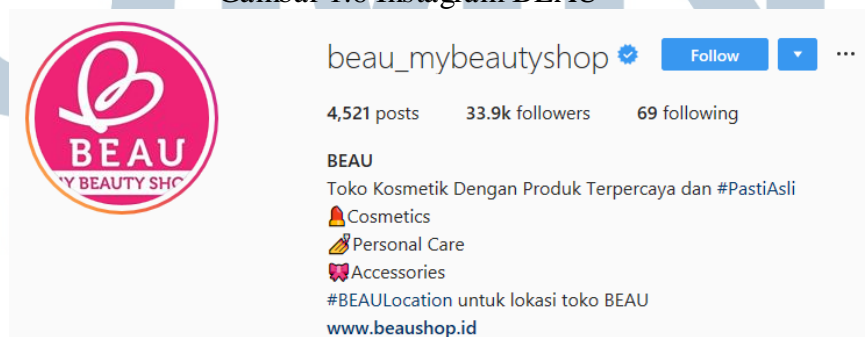 beau_mybeautyshop Follow ...
4,521 posts 33.9k followers 69 following
BEAU
BEAU
Y BEAUTY SHO
Toko Kosmetik Dengan Produk Terpercaya dan #PastiAsli
Cosmetics
Personal Care
Accessories
#BEAULocation untuk lokasi toko BEAU
www.beaushop.id